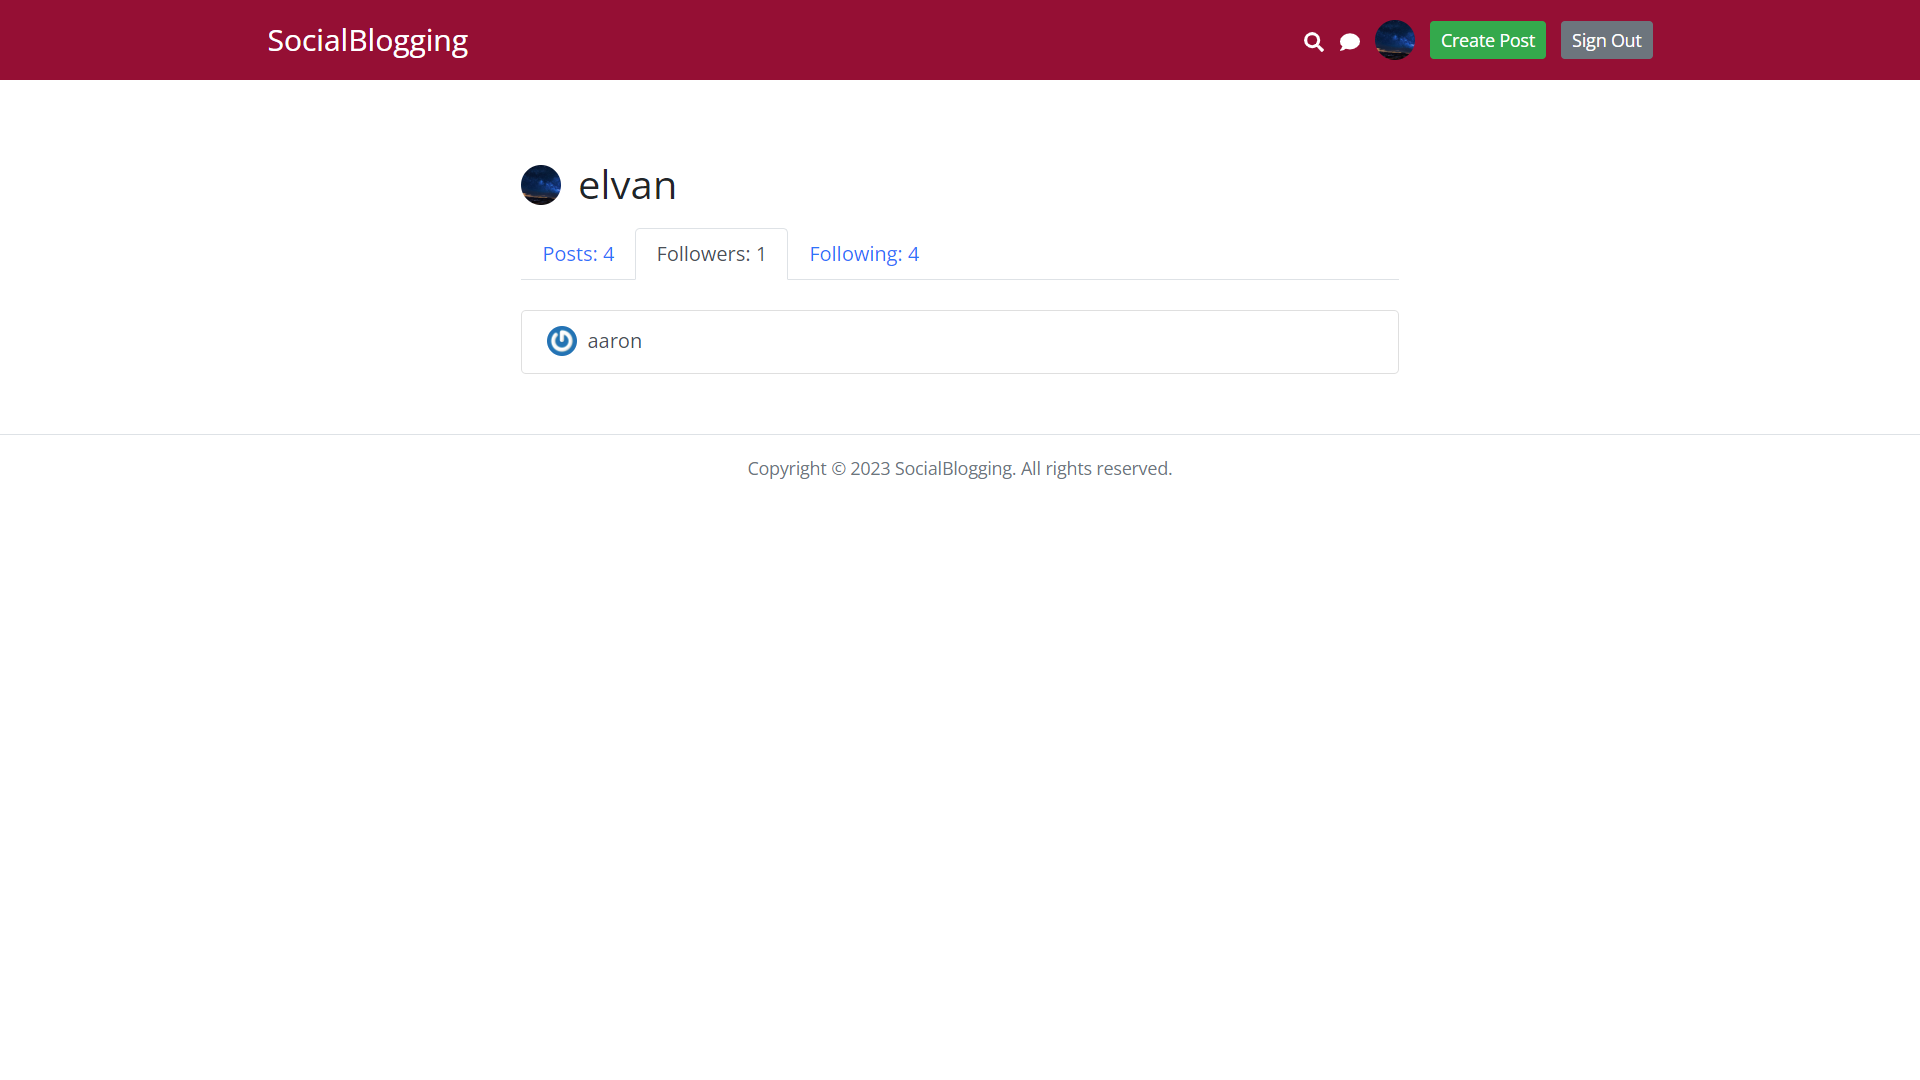 SocialBlogging
Create Post
Sign Out
elvan
Posts: 4
Followers: 1
Following: 4
aaron
Copyright © 2023 SocialBlogging. All rights reserved.